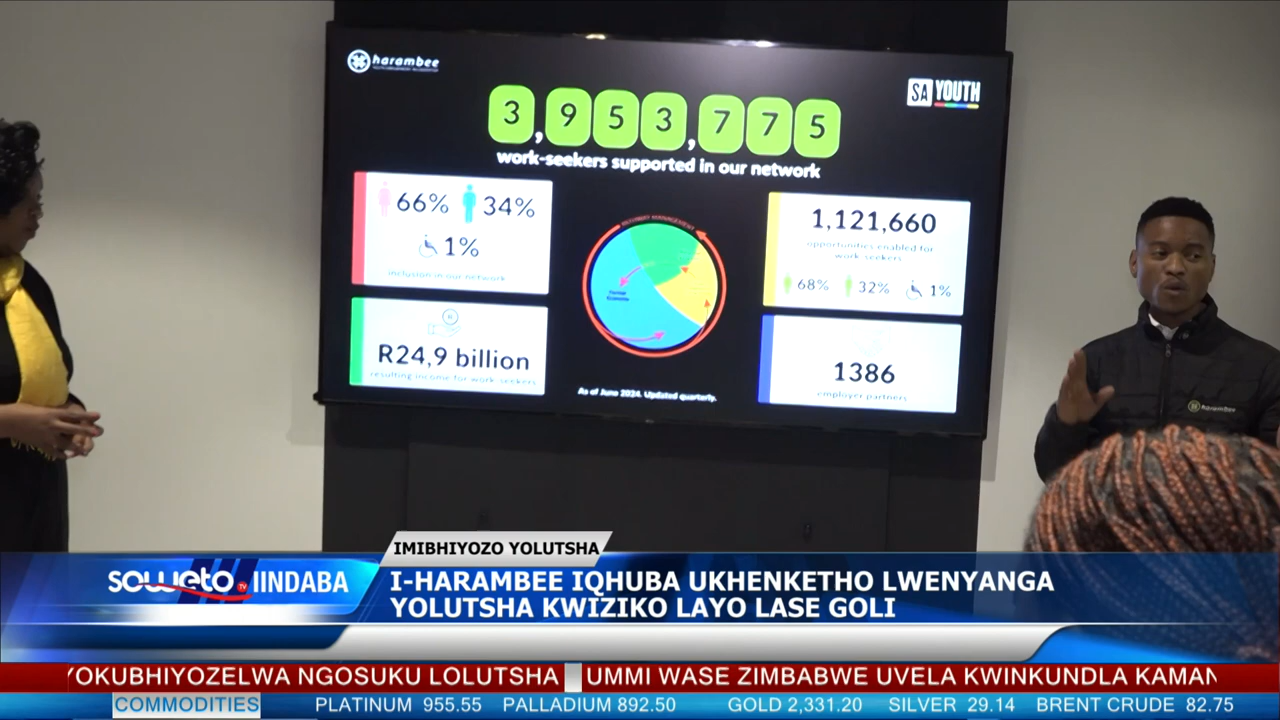 harambee
SA YOUTH
3,953,775
work-seekers supported in our network
66% 34%
1%
inclusion in our network
R24,9 billion
resulting income for work-seekers
As of June 2024. Updated quarterly.
1,121,660
opportunities enabled for
work-seekers
68% 32% 1%
1386
employer partners
harambee
IMIBHIYOZO YOLUTSHA
soweto TV IINDABA
I-HARAMBEE IQHUBA UKHENKETHO LWENYANGA
YOLUTSHA KWIZIKO LAYO LASE GOLI
YOKUBHIYOZELWA NGOSUKU LOLUTSHA UMMI WASE ZIMBABWE UVELA KWINKUNDLA KAMAN
COMMODITIES PLATINUM 955.55 PALLADIUM 892.50 GOLD 2,331.20 SILVER 29.14 BRENT CRUDE 82.75